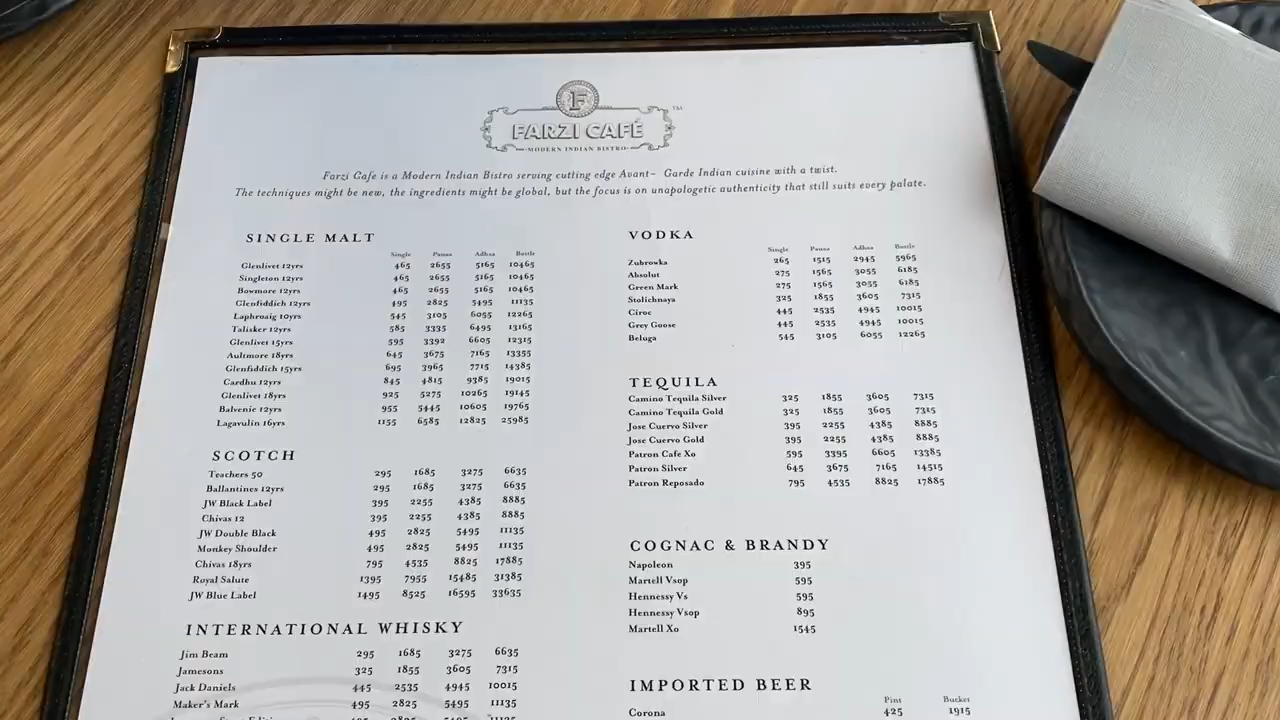 F
FARZI CAFÉ
TM
MODERN INDIAN BISTRO
Farzi Cafe is a Modern Indian Bistro serving cutting edge Avant- Garde Indian cuisine with a twist.
The techniques might be new, the ingredients might be global, but the focus is on unapologetic authenticity that still suits every palate.
SINGLE MALT
Single Pauaa Adhaa Bottle
Glenlivet 12yrs 465 2655 5165 10465
Singleton 12yrs 465 2655 5165 10465
Bowmore 12yrs 465 2655 5165 10465
Glenfiddich 12yrs 495 2825 5495 11135
Laphroaig 10yrs 545 3105 6055 12265
Talisker 12yrs 585 3335 6495 13165
Glenlivet 15yrs 595 3392 6605 12315
Aultmore 18yrs 645 3675 7165 13355
Glenfiddich 15yrs 695 3965 7715 14385
Cardhu 12yrs 845 4815 9385 19015
Glenlivet 18yrs 925 5275 10265 19145
Balvenie 12yrs 955 5445 10605 19765
Lagavulin 16yrs 1155 6585 12825 25985
SCOTCH
Teachers 50 295 1685 3275 6635
Ballantines 12yrs 295 1685 3275 6635
JW Black Label 395 2255 4385 8885
Chivas 12 395 2255 4385 8885
JW Double Black 495 2825 5495 11135
Monkey Shoulder 495 2825 5495 11135
Chivas 18yrs 795 4535 8825 17885
Royal Salute 1395 7955 15485 31385
JW Blue Label 1495 8525 16595 33635
INTERNATIONAL WHISKY
Jim Beam 295 1685 3275 6635
Jamesons 325 1855 3605 7315
Jack Daniels 445 2535 4945 10015
Maker's Mark 495 2825 5495 11135
VODKA
Single Pauaa Adhaa Bottle
Zubrowka 265 1515 2945 5965
Absolut 275 1565 3055 6185
Green Mark 275 1565 3055 6185
Stolichnaya 325 1855 3605 7315
Ciroc 445 2535 4945 10015
Grey Goose 445 2535 4945 10015
Beluga 545 3105 6055 12265
TEQUILA
Camino Tequila Silver 325 1855 3605 7315
Camino Tequila Gold 325 1855 3605 7315
Jose Cuervo Silver 395 2255 4385 8885
Jose Cuervo Gold 395 2255 4385 8885
Patron Cafe Xo 595 3395 6605 13385
Patron Silver 645 3675 7165 14515
Patron Reposado 795 4535 8825 17885
COGNAC & BRANDY
Napoleon 395
Martell Vsop 595
Hennessy Vs 595
Hennessy Vsop 895
Martell Xo 1545
IMPORTED BEER
Pint Bucket
Corona 425 1915